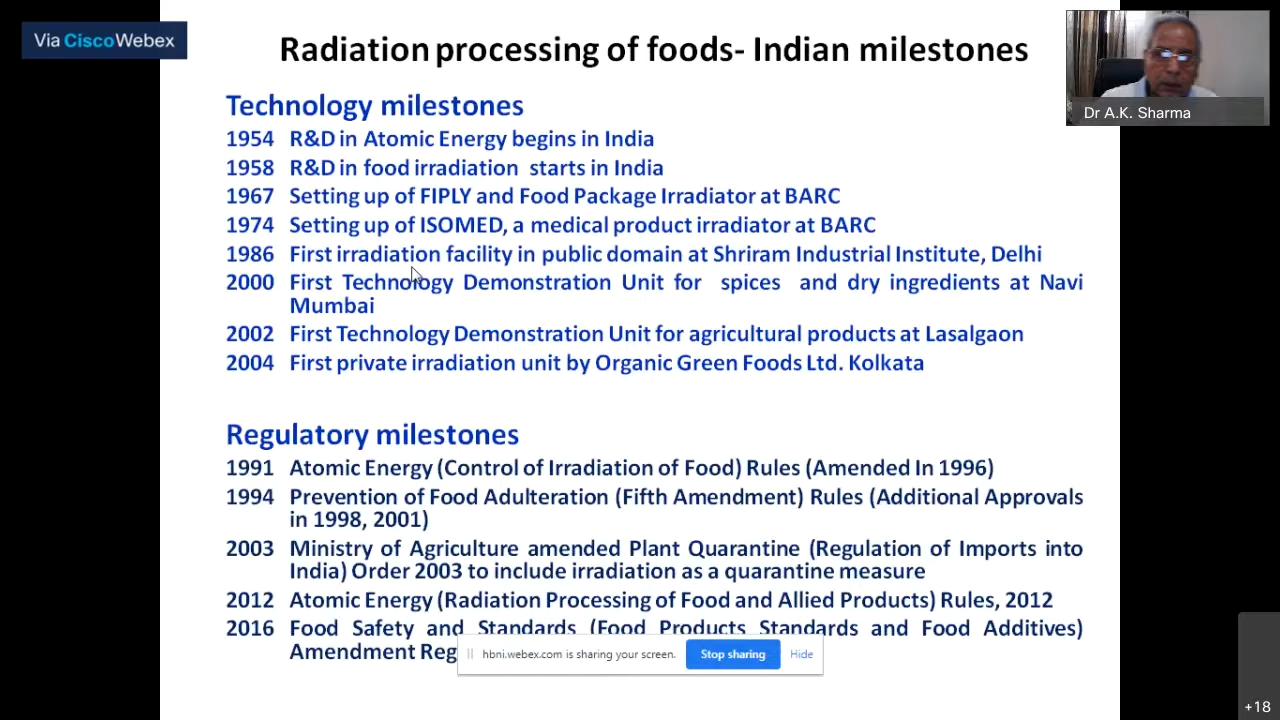 Via CiscoWebex
Radiation processing of foods- Indian milestones
Dr A.K. Sharma
Technology milestones
1954 R&D in Atomic Energy begins in India
1958 R&D in food irradiation starts in India
1967 Setting up of FIPLY and Food Package Irradiator at BARC
1974 Setting up of ISOMED, a medical product irradiator at BARC
1986 First irradiation facility in public domain at Shriram Industrial Institute, Delhi
2000 First Technology Demonstration Unit for spices and dry ingredients at Navi
Mumbai
2002 First Technology Demonstration Unit for agricultural products at Lasalgaon
2004 First private irradiation unit by Organic Green Foods Ltd. Kolkata
Regulatory milestones
1991 Atomic Energy (Control of Irradiation of Food) Rules (Amended In 1996)
1994 Prevention of Food Adulteration (Fifth Amendment) Rules (Additional Approvals
in 1998, 2001)
2003 Ministry of Agriculture amended Plant Quarantine (Regulation of Imports into
India) Order 2003 to include irradiation as a quarantine measure
2012 Atomic Energy (Radiation Processing of Food and Allied Products) Rules, 2012
2016 Food Safety and Standards (Food Products Standards and Food Additives)
Amendment Reg
hbni.webex.com is sharing your screen. Stop sharing Hide
+18